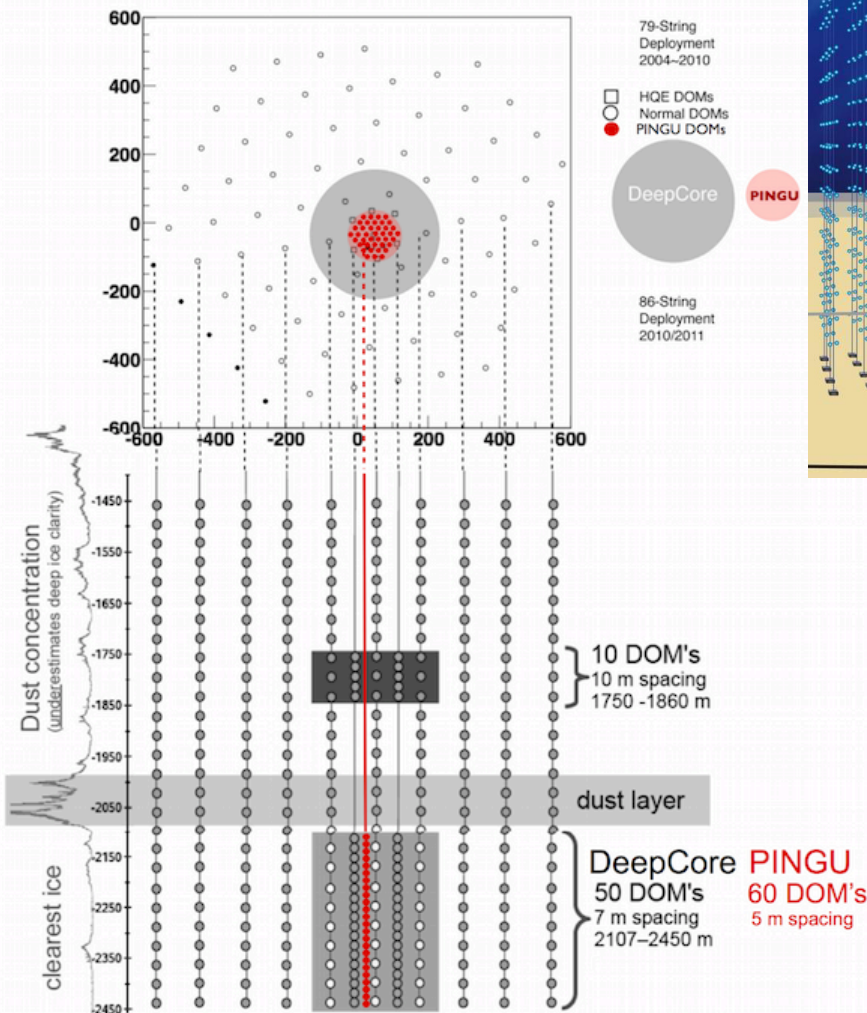 600
400
200
0
-200
-400
-600
-600 -400 -200 0 200 400 600
79-String
Deployment
2004~2010
HQE DOMs
Normal DOMs
PINGU DOMs
DeepCore
PINGU
86-String
Deployment
2010/2011
Dust concentration
(underestimates deep ice clarity)
clearest ice
-1450
-1550
-1650
-1750
-1850
-1950
-2050
-2150
-2250
-2350
-2450
10 DOM's
10 m spacing
1750 -1860 m
dust layer
DeepCore
50 DOM's
7 m spacing
2107–2450 m
PINGU
60 DOM's
5 m spacing